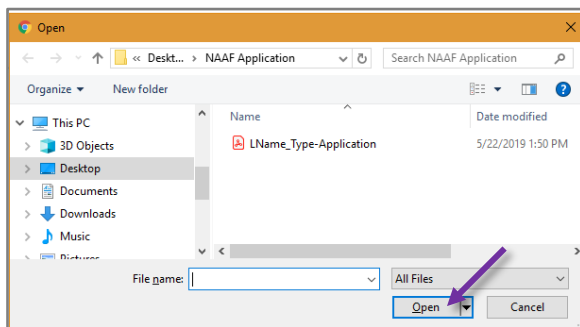 Open
« Deskt... › NAAF Application
Search NAAF Application
Organize
New folder
Name
Date modified
This PC
3D Objects
Desktop
Documents
Downloads
Music
Pictures
LName_Type-Application
5/22/2019 1:50 PM
File name:
All Files
Open
Cancel